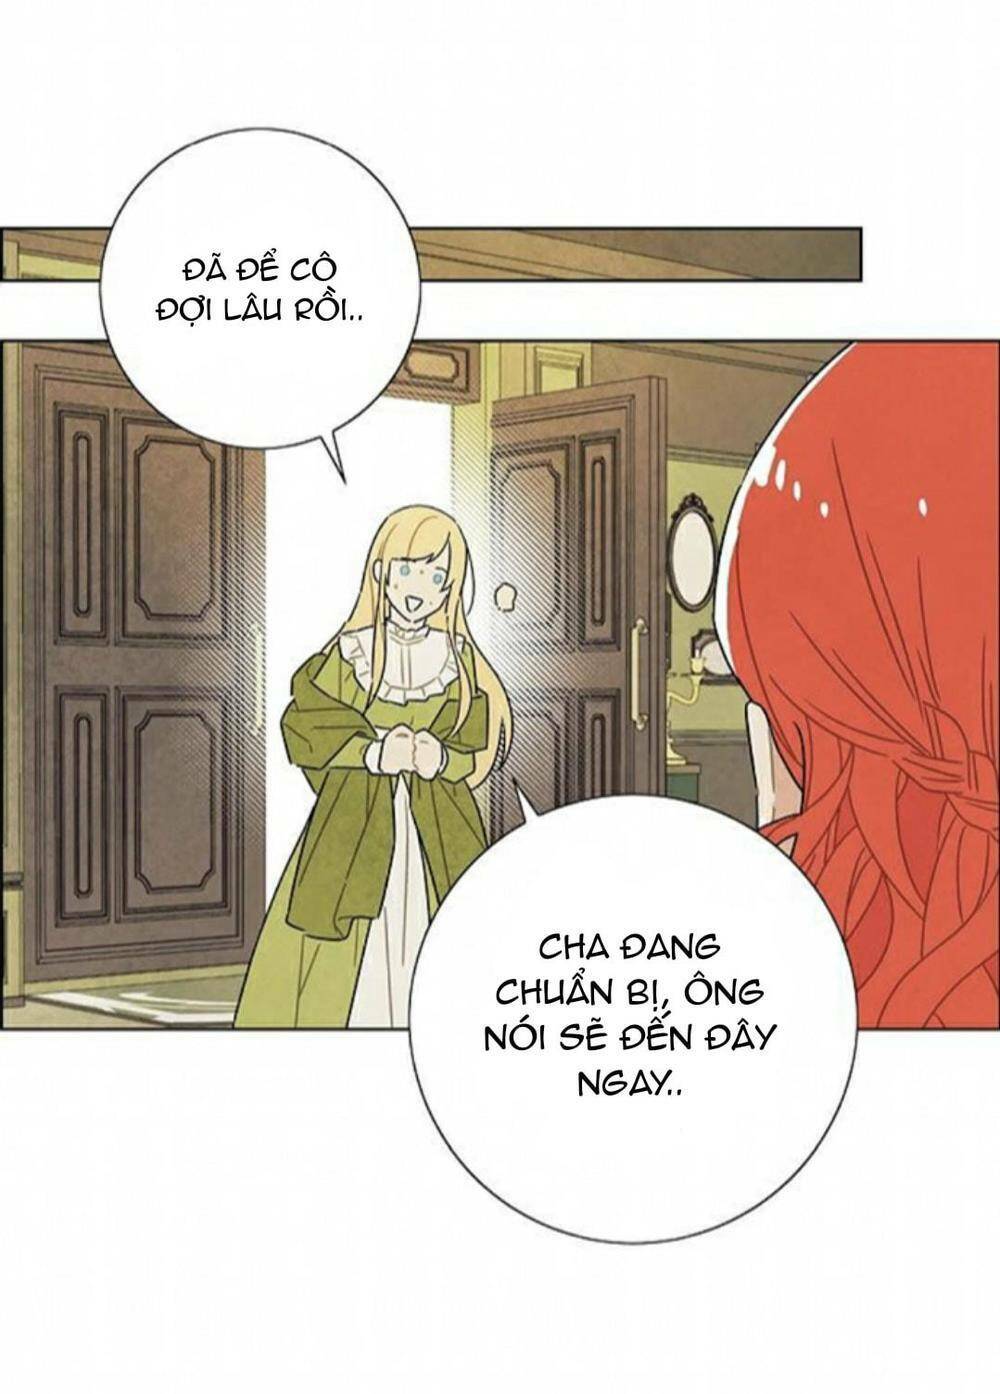 ĐÃ ĐỂ CÔ
ĐỢI LÂU RỒI..
CHA ĐANG
CHUẨN BỊ, ÔNG
NÓI SẼ ĐẾN ĐÂY
NGAY..